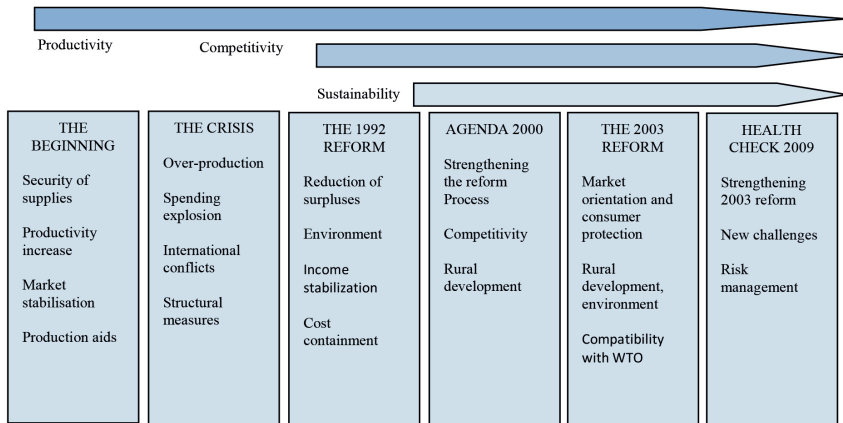 Productivity
Competitivity
Sustainability
THE
BEGINNING
Security of
supplies
Productivity
increase
Market
stabilisation
Production aids
THE CRISIS
Over-production
Spending
explosion
International
conflicts
Structural
measures
THE 1992
REFORM
Reduction of
surpluses
Environment
Income
stabilization
Cost
containment
AGENDA 2000
Strengthening
the reform
Process
Competitivity
Rural
development
THE 2003
REFORM
Market
orientation and
consumer
protection
Rural
development,
environment
Compatibility
with WTO
HEALTH
CHECK 2009
Strengthening
2003 reform
New challenges
Risk
management